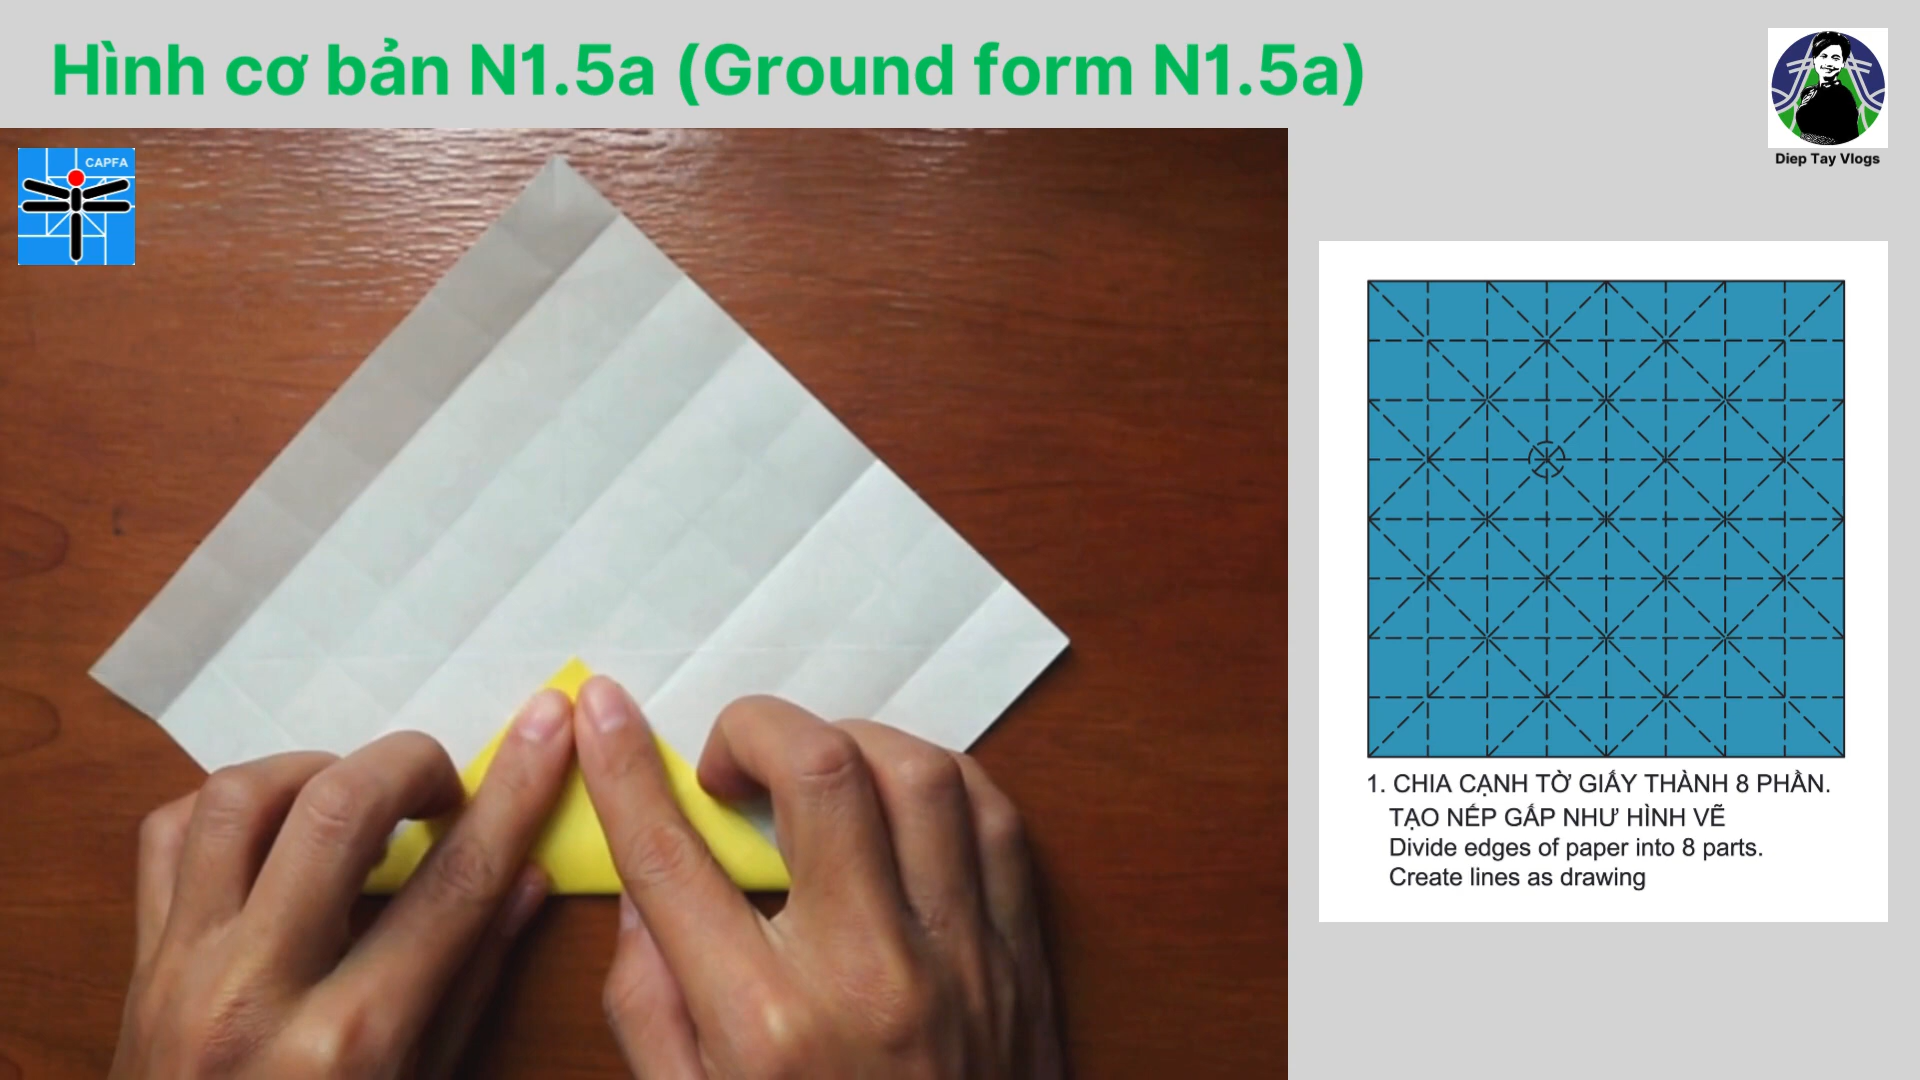 Hình cơ bản N1.5a (Ground form N1.5a)
CAPFA
Diep Tay Vlogs
1. CHIA CẠNH TỜ GIẤY THÀNH 8 PHẦN.
TẠO NẾP GẤP NHƯ HÌNH VẼ
Divide edges of paper into 8 parts.
Create lines as drawing